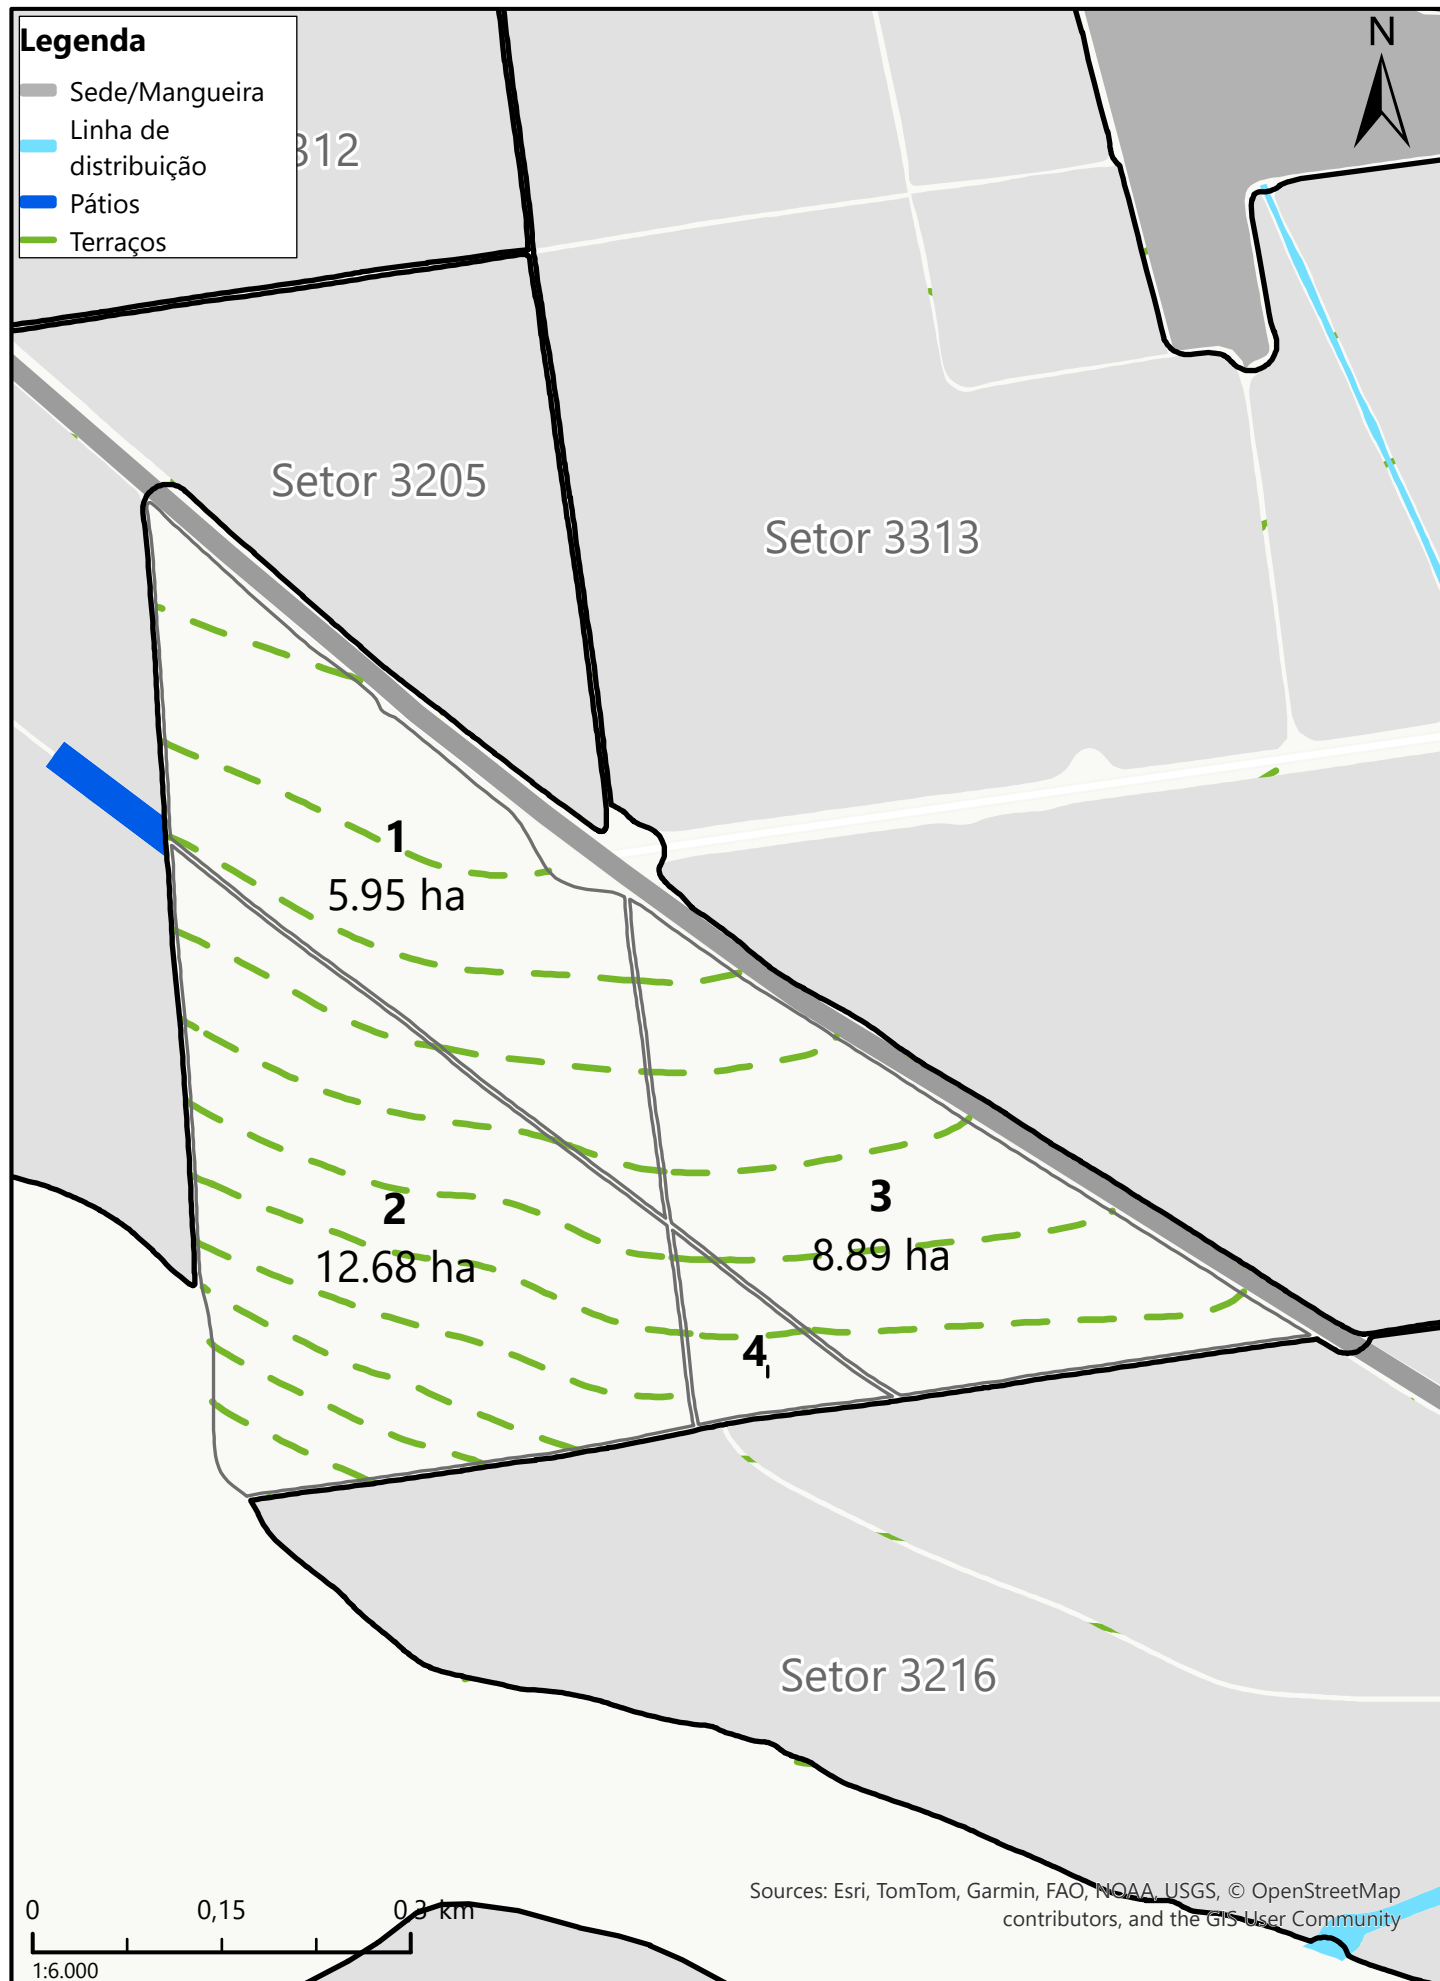 Legenda
Sede/Mangueira
Linha de
distribuição
Pátios
Terraços
N
312
Setor 3205
Setor 3313
1
5.95 ha
2
12.68 ha
3
8.89 ha
4
Setor 3216
Sources: Esri, TomTom, Garmin, FAO, NOAA, USGS, © OpenStreetMap
contributors, and the GIS User Community
0 0,15 0,3 km
1:6.000